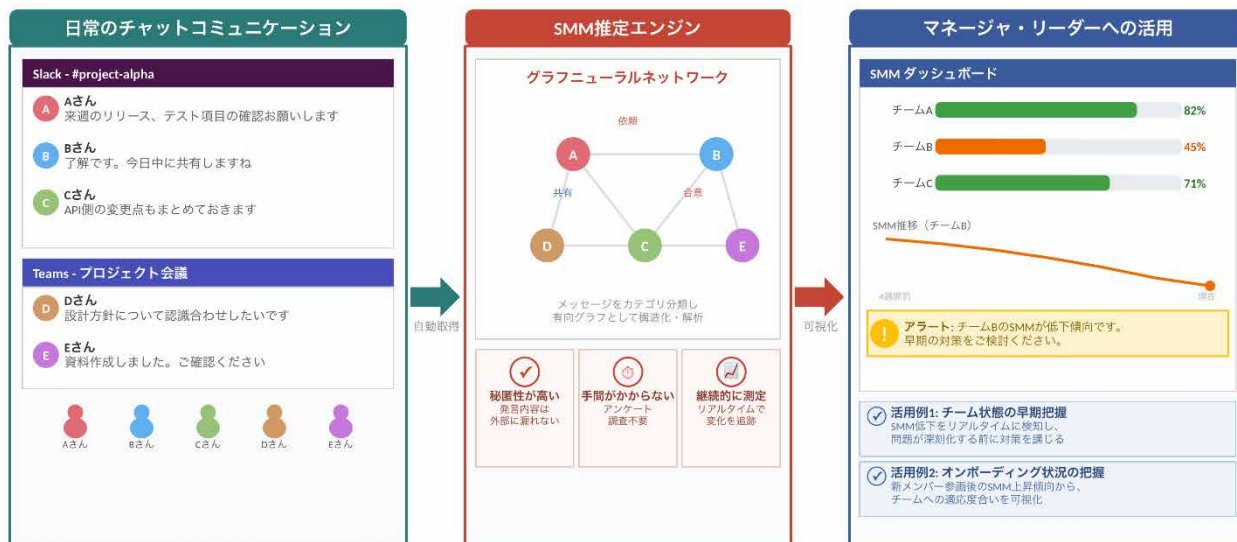 日常のチャットコミュニケーション
Slack - #project-alpha
A
Aさん
来週のリリース、テスト項目の確認お願いします
B
Bさん
了解です。今日中に共有しますね
C
Cさん
API側の変更点もまとめておきます
Teams - プロジェクト会議
D
Dさん
設計方針について認識合わせしたいです
E
Eさん
資料作成しました。ご確認ください
Aさん
Bさん
Cさん
Dさん
Eさん
自動取得
SMM推定エンジン
グラフニューラルネットワーク
依頼
A
B
共有
合意
D
C
E
メッセージをカテゴリ分類し
有向グラフとして構造化・解析
秘匿性が高い
発言内容は
外部に漏れない
手間がかからない
アンケート
調査不要
継続的に測定
リアルタイムで
変化を追跡
可視化
マネージャ・リーダーへの活用
SMM ダッシュボード
チームA
82%
チームB
45%
チームC
71%
SMM推移（チームB）
4週間前
現在
!
アラート: チームBのSMMが低下傾向です。
早期の対策をご検討ください。
活用例1: チーム状態の早期把握
SMM低下をリアルタイムに検知し、
問題が深刻化する前に対策を講じる
活用例2: オンボーディング状況の把握
新メンバー参画後のSMM上昇傾向から、
チームへの適応度合いを可視化